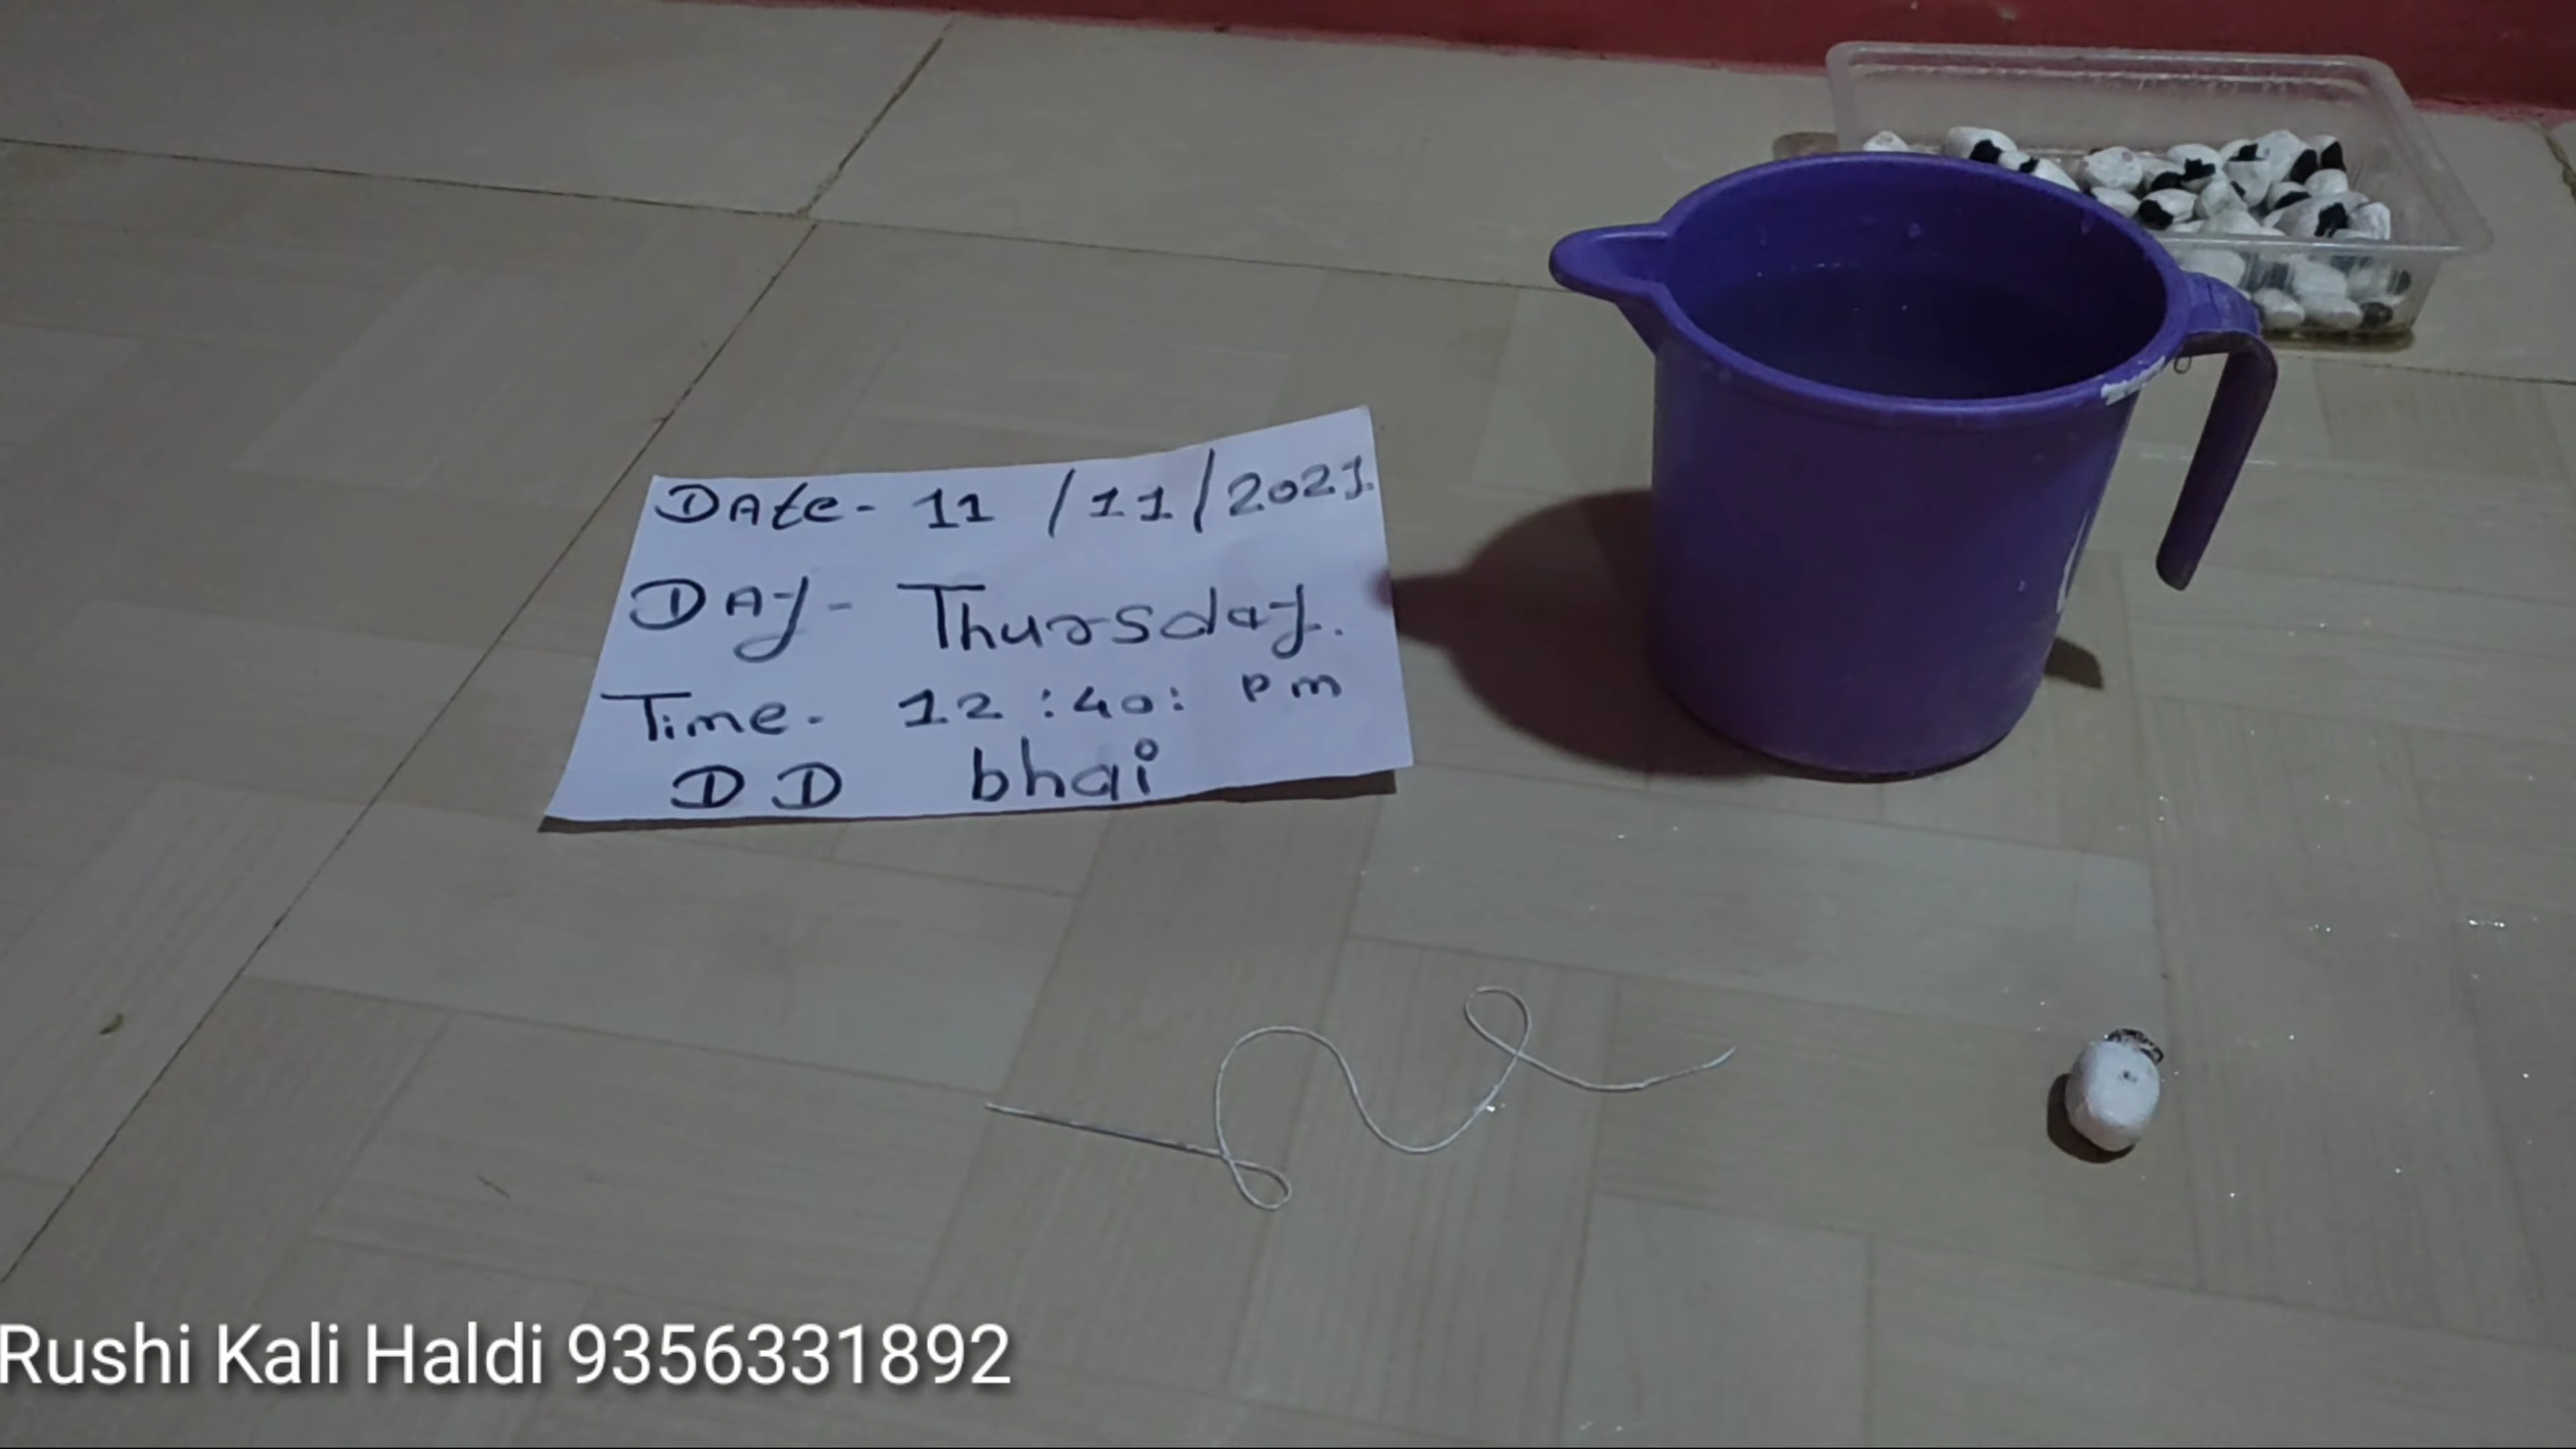 DAte- 11 /11/2021.
DAy- Thursday.
Time- 12:40: pm
DD bhai
Rushi Kali Haldi 9356331892